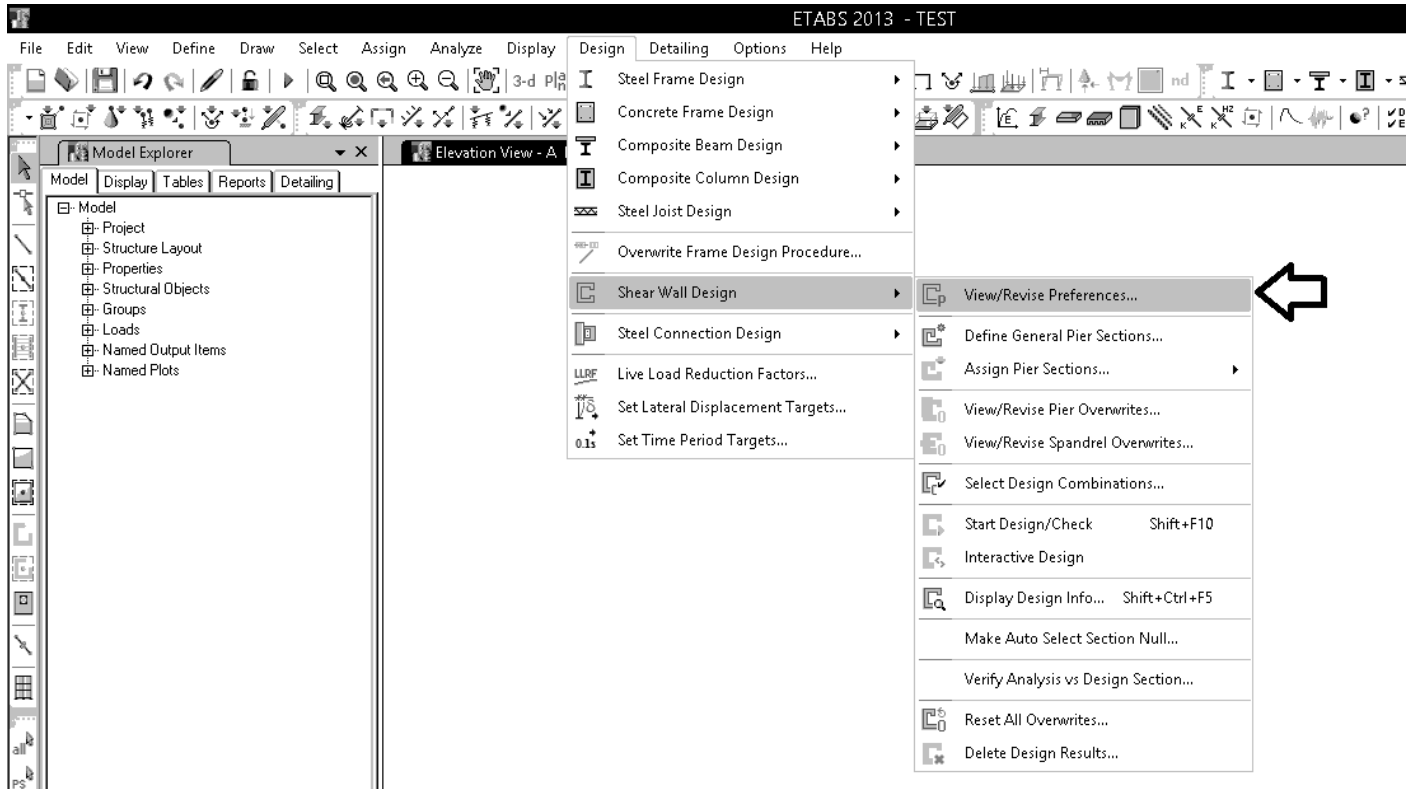 ETABS 2013 - TEST
File Edit View Define Draw Select Assign Analyze Display Design Detailing Options Help
3-d nd
Model Explorer
Elevation View - A
Model Display Tables Reports Detailing
Model
Project
Structure Layout
Properties
Structural Objects
Groups
Loads
Named Output Items
Named Plots
all
PS
Steel Frame Design
Concrete Frame Design
Composite Beam Design
Composite Column Design
Steel Joist Design
Overwrite Frame Design Procedure...
Shear Wall Design
Steel Connection Design
LLRF Live Load Reduction Factors...
Set Lateral Displacement Targets...
0.1s Set Time Period Targets...
View/Revise Preferences...
Define General Pier Sections...
Assign Pier Sections...
View/Revise Pier Overwrites...
View/Revise Spandrel Overwrites...
Select Design Combinations...
Start Design/Check Shift+F10
Interactive Design
Display Design Info... Shift+Ctrl+F5
Make Auto Select Section Null...
Verify Analysis vs Design Section...
Reset All Overwrites...
Delete Design Results...